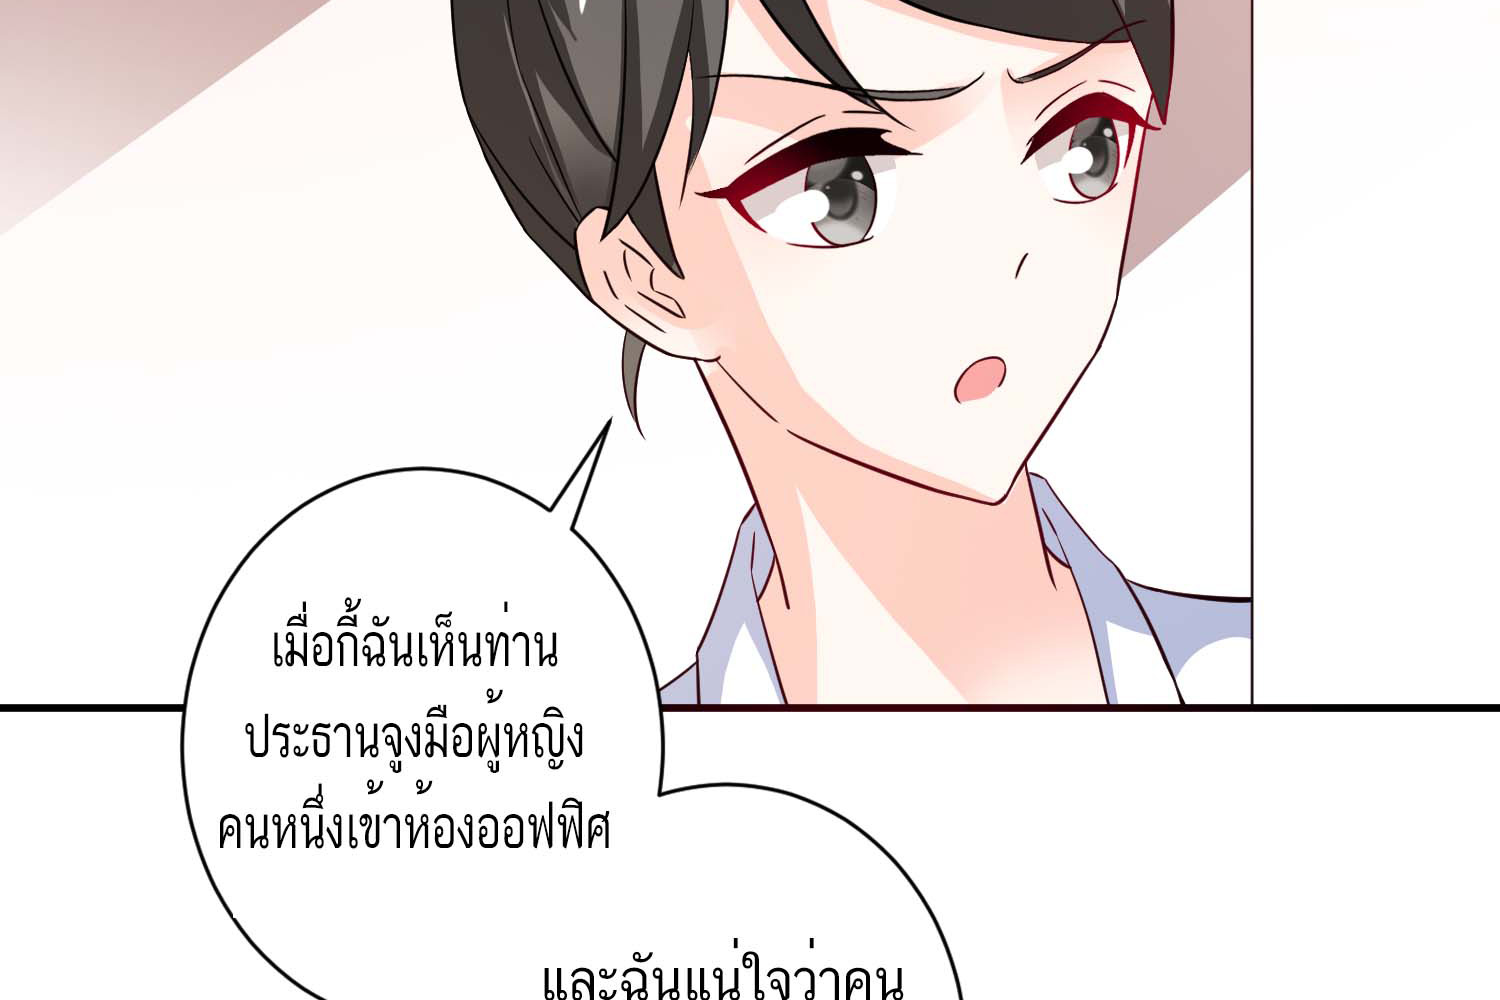 เมื่อกี้ฉันเห็นท่าน
ประธานจูงมือผู้หญิง
คนหนึ่งเข้าห้องออฟฟิศ
และฉันแน่ใจว่าคน